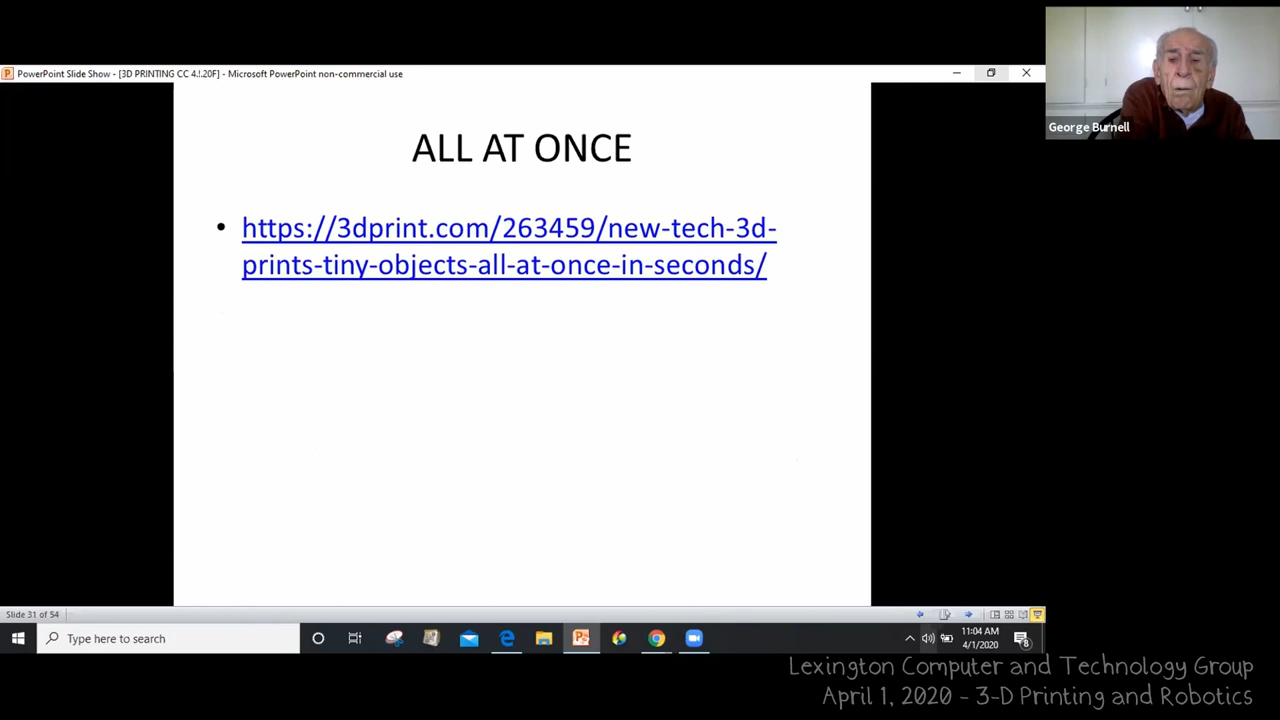 PowerPoint Slide Show - [3D PRINTING CC 4.!.20F] - Microsoft PowerPoint non-commercial use
George Burnell
ALL AT ONCE
• https://3dprint.com/263459/new-tech-3d-
prints-tiny-objects-all-at-once-in-seconds/
Slide 31 of 54
Type here to search
11:04 AM
4/1/2020
8
Lexington Computer and Technology Group
April 1, 2020 - 3-D Printing and Robotics